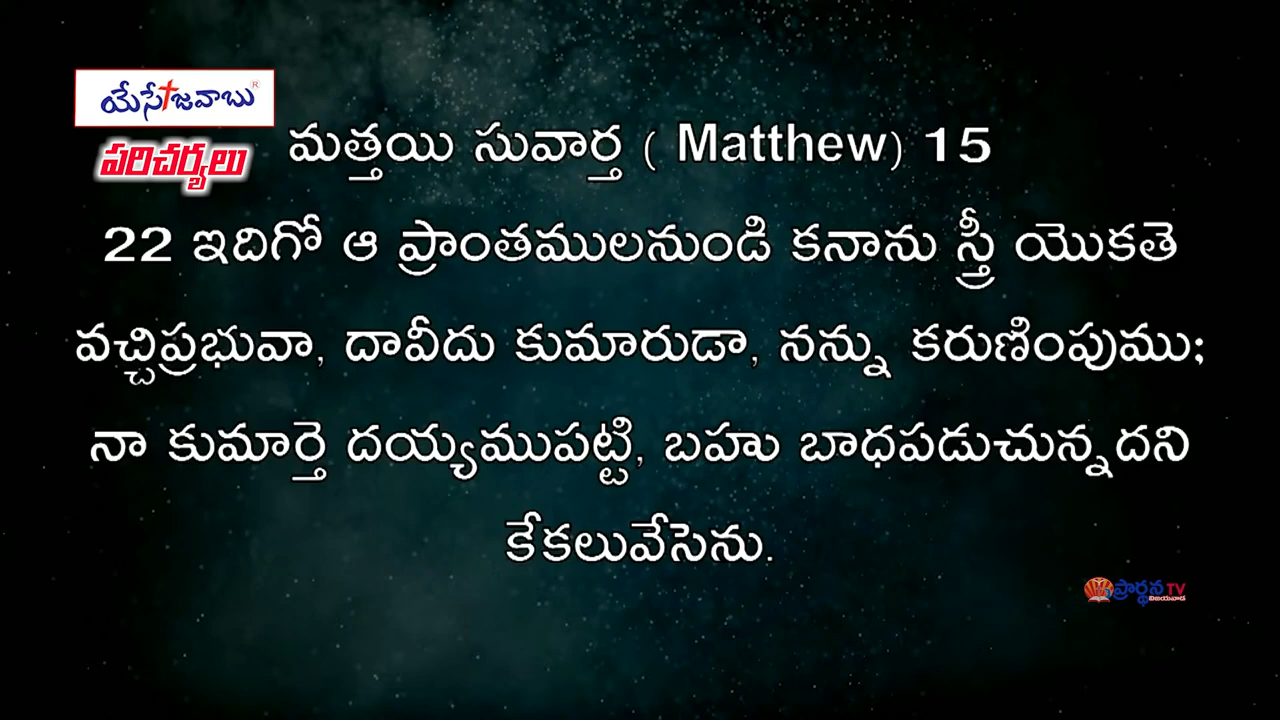 యేసే జవాబు®
పరిచర్యలు
మత్తయి సువార్త ( Matthew) 15
22 ఇదిగో ఆ ప్రాంతములనుండి కనాను స్త్రీ యొకతె
వచ్చిప్రభువా, దావీదు కుమారుడా, నన్ను కరుణింపుము;
నా కుమార్తె దయ్యముపట్టి, బహు బాధపడుచున్నదని
కేకలువేసెను.
ప్రార్థన TV
విజయవాడ